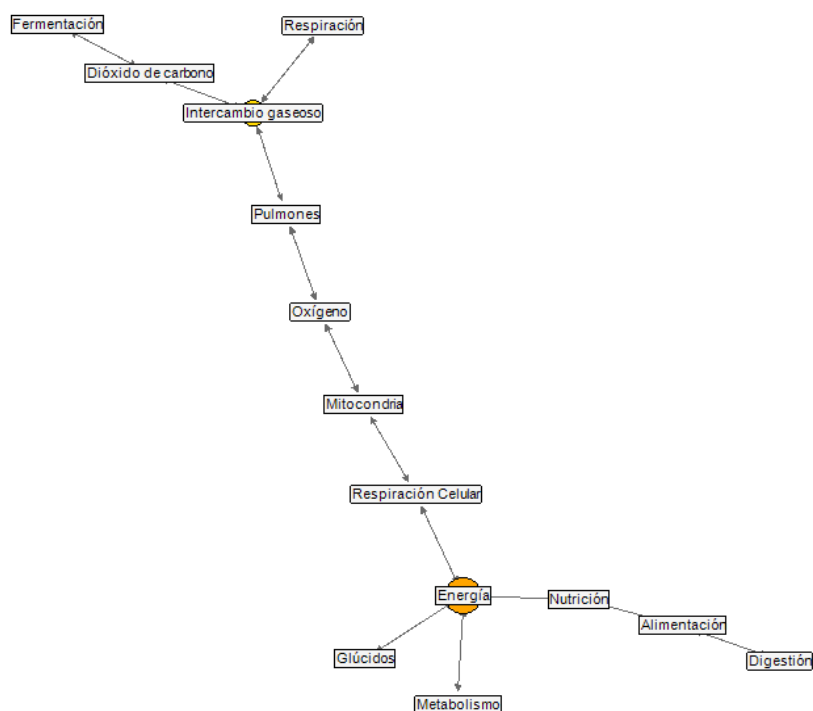 Fermentación
Respiración
Dióxido de carbono
Intercambio gaseoso
Pulmones
Oxígeno
Mitocondria
Respiración Celular
Energía
Nutrición
Alimentación
Glúcidos
Digestión
Metabolismo